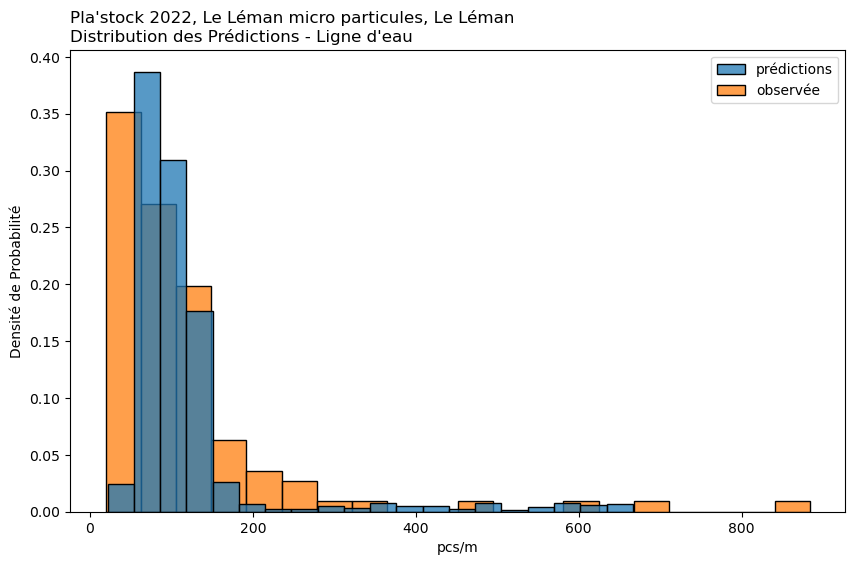 Pla'stock 2022, Le Léman micro particules, Le Léman
Distribution des Prédictions - Ligne d'eau
prédictions
observée
Densité de Probabilité
0.40
0.35
0.30
0.25
0.20
0.15
0.10
0.05
0.00
0 200 400 600 800
pcs/m